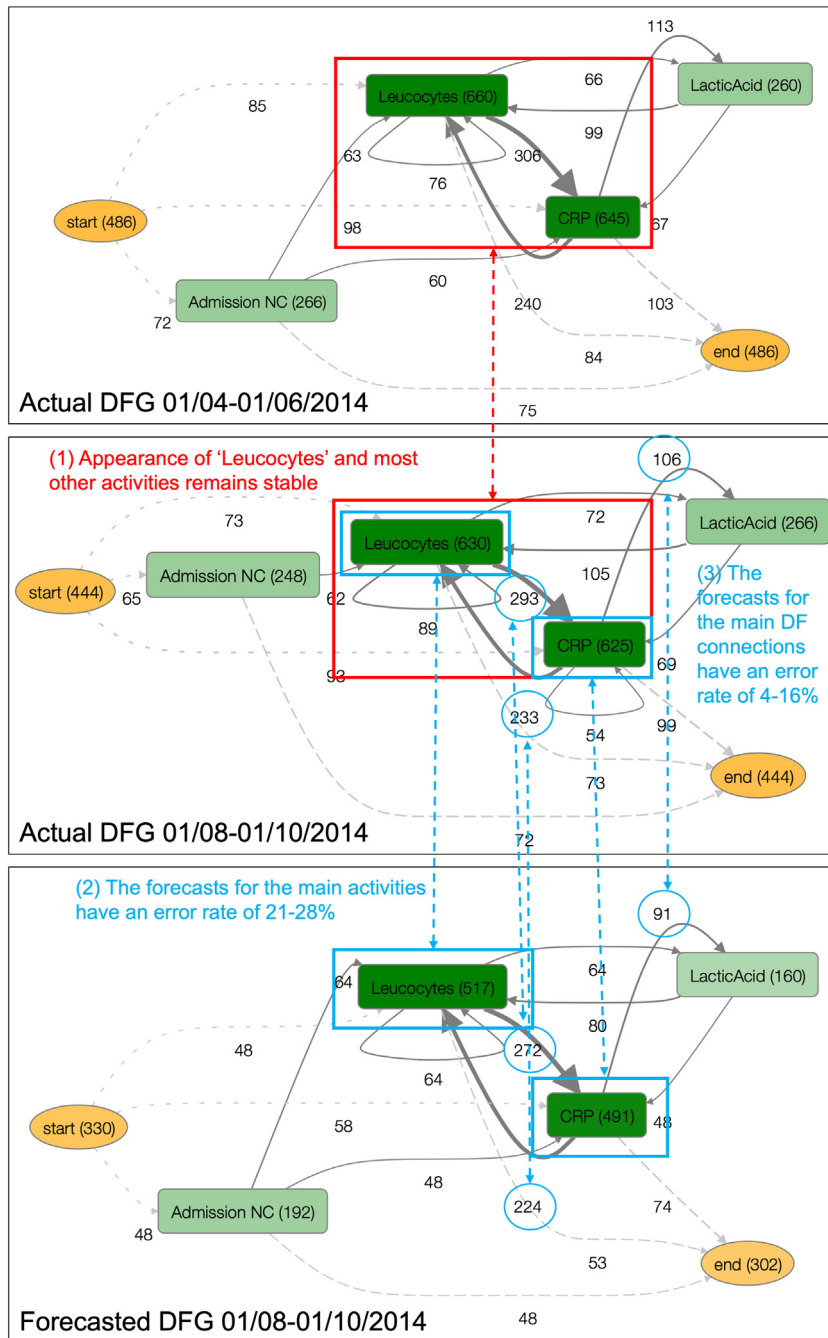 113
Leucocytes (660)
66
LacticAcid (260)
85
99
63
306
76
CRP (645)
start (486)
98
67
60
Admission NC (266)
240
103
72
84
end (486)
Actual DFG 01/04-01/06/2014
75
(1) Appearance of ‘Leucocytes’ and most
other activities remains stable
106
73
72
LacticAcid (266)
Leucocytes (630)
105
(3) The
forecasts for
the main DF
connections
have an error
rate of 4-16%
Admission NC (248)
start (444)
65
62
293
89
CRP (625)
69
93
233
54
99
73
end (444)
Actual DFG 01/08-01/10/2014
72
(2) The forecasts for the main activities
have an error rate of 21-28%
91
64
Leucocytes (517)
64
LacticAcid (160)
80
48
272
64
CRP (491)
48
start (330)
58
48
Admission NC (192)
224
74
48
53
end (302)
Forecasted DFG 01/08-01/10/2014
48